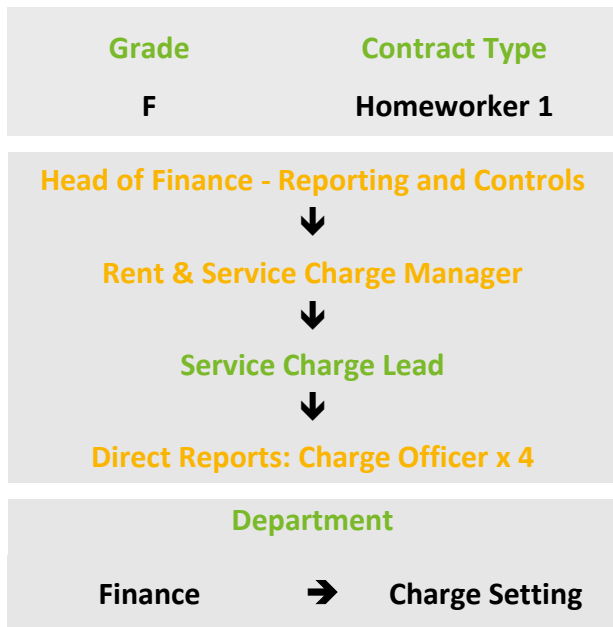 Grade Contract Type
F Homeworker 1
Head of Finance - Reporting and Controls
🡳
Rent & Service Charge Manager
🡳
Service Charge Lead
🡳
Direct Reports: Charge Officer x 4
Department
Finance 🡲 Charge Setting